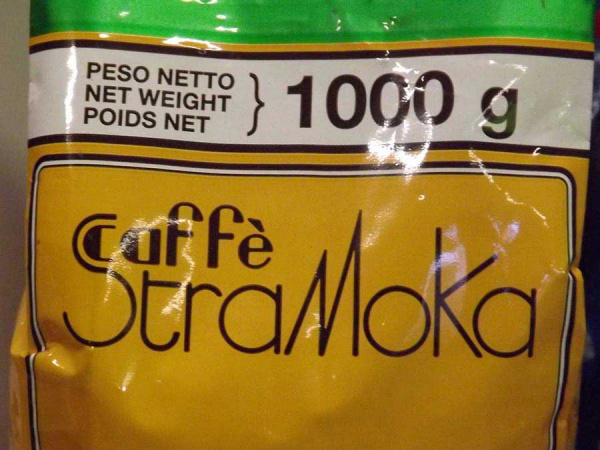 PESO NETTO
NET WEIGHT
POIDS NET
} 1000 g
Caffè
StraMoKa